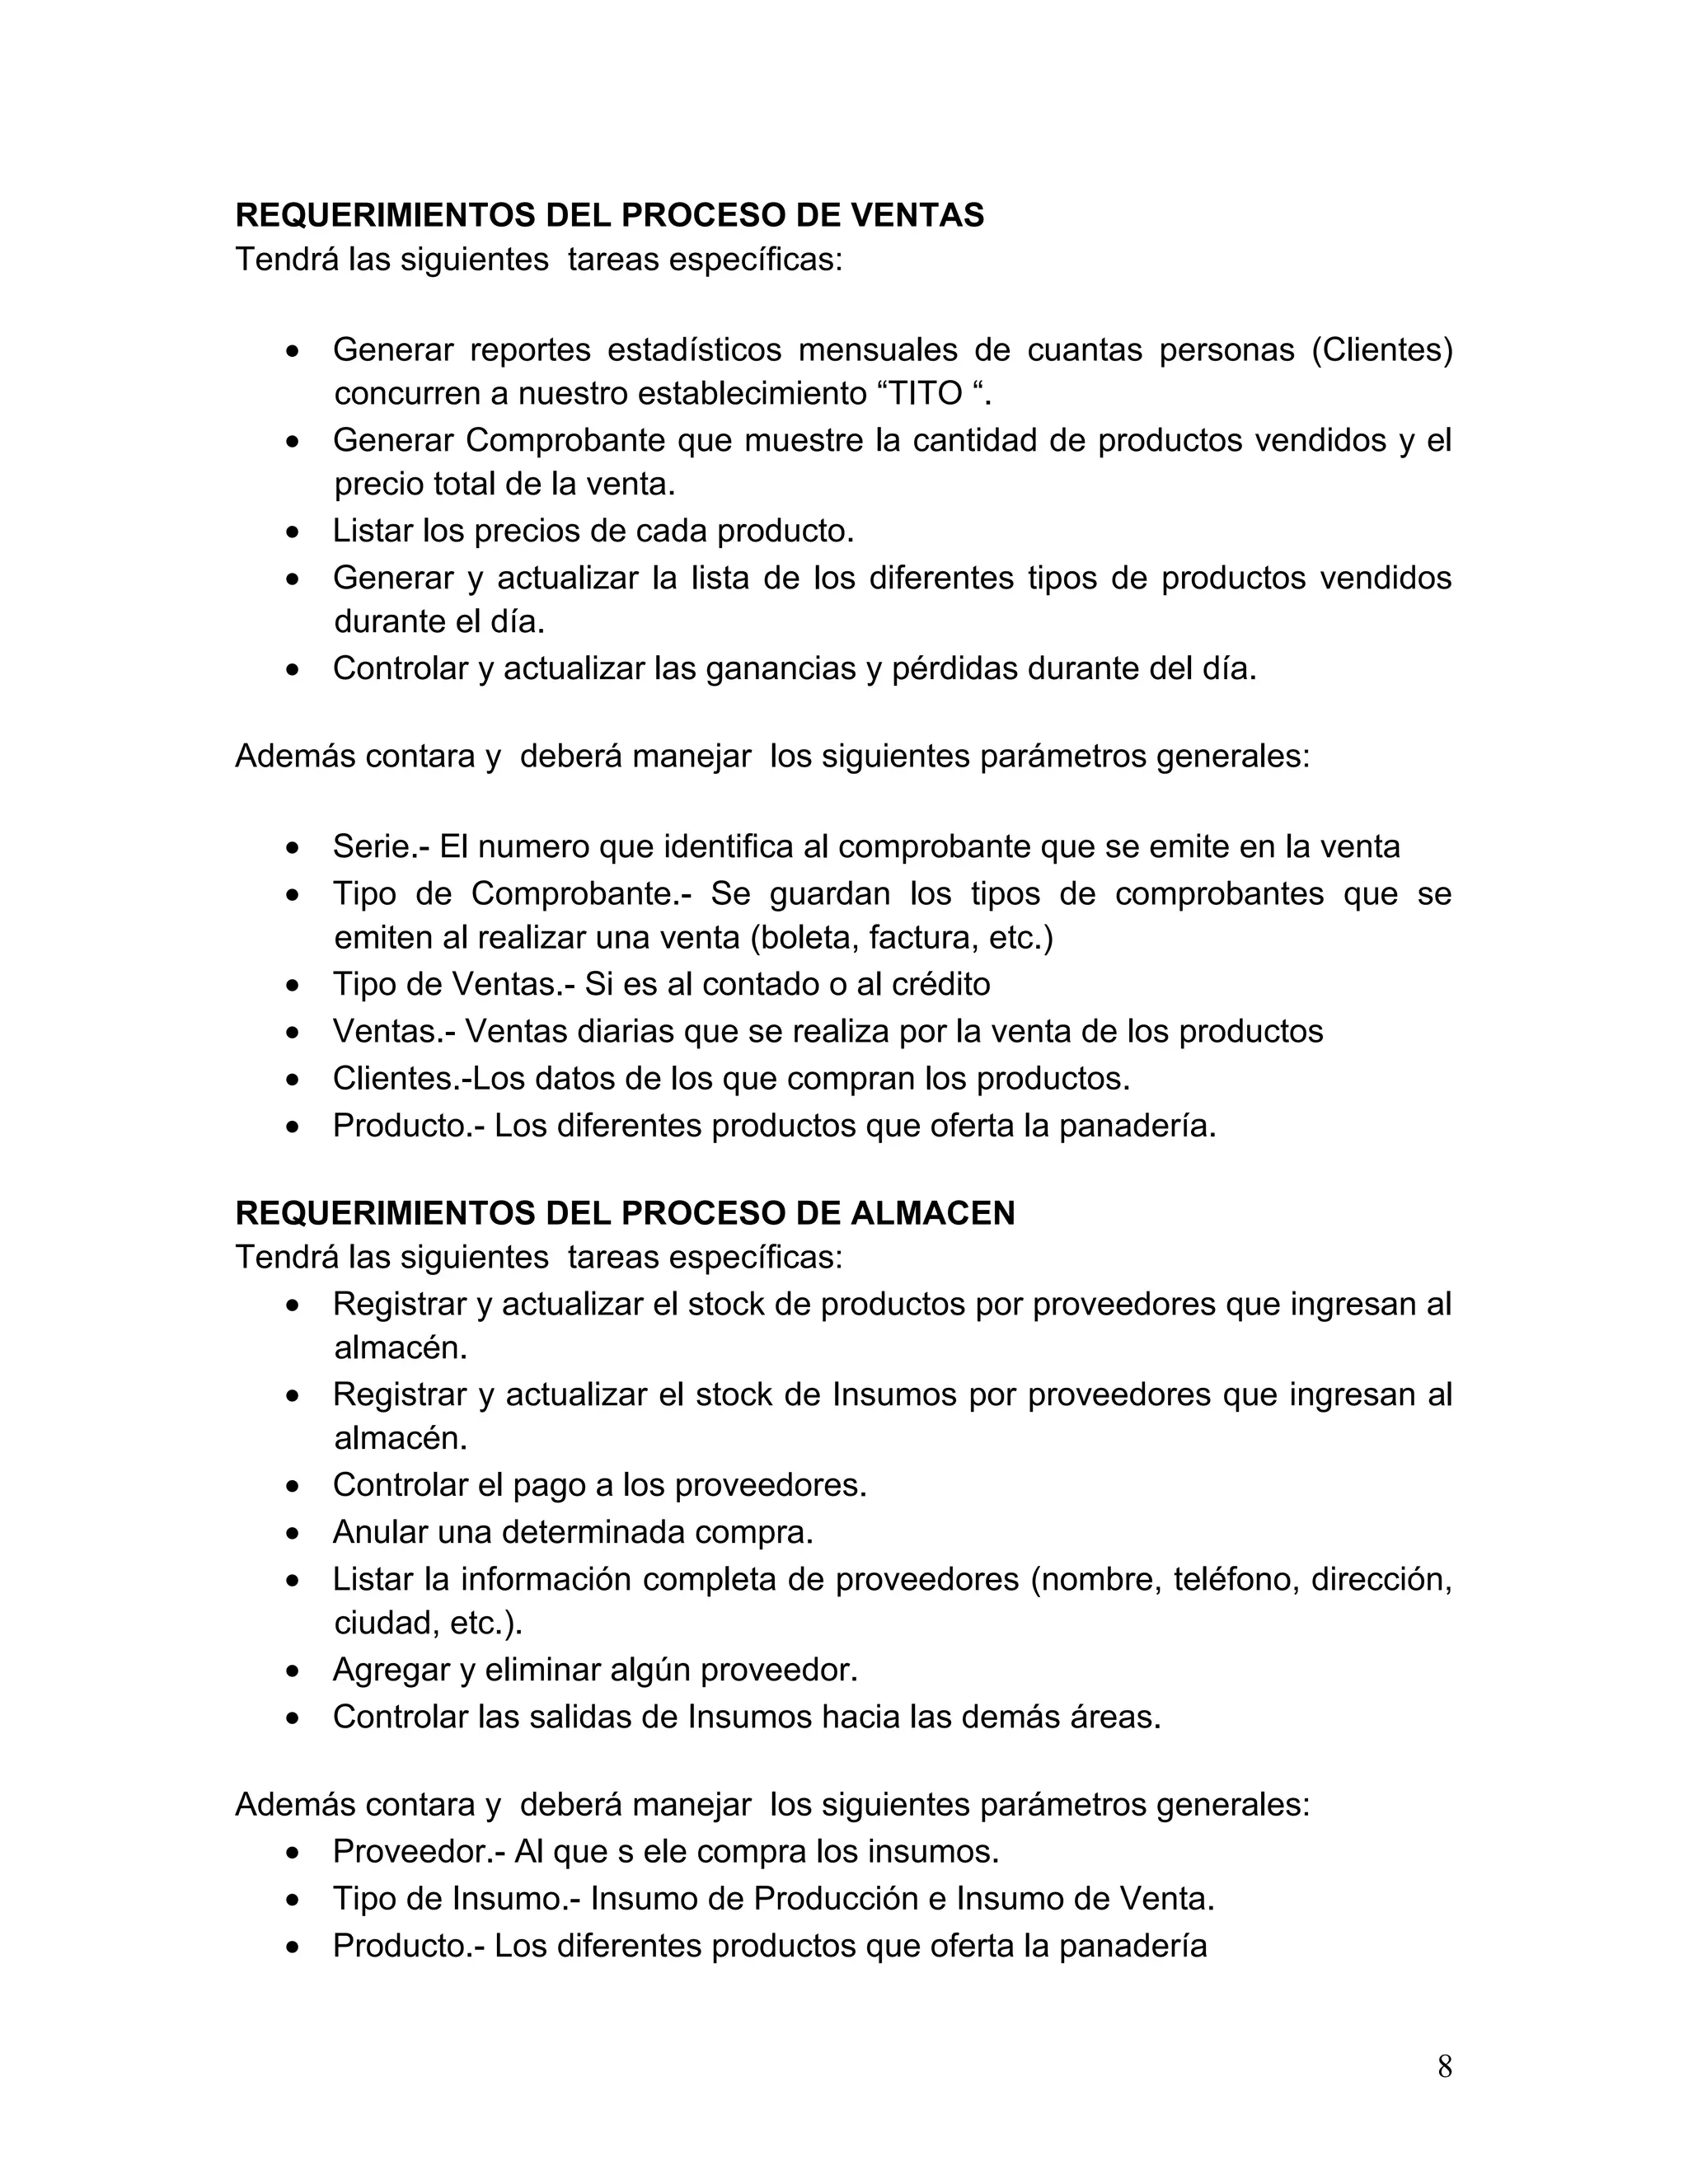 REQUERIMIENTOS DEL PROCESO DE VENTAS
Tendrá las siguientes  tareas específicas:
• Generar reportes estadísticos mensuales de cuantas personas (Clientes)
concurren a nuestro establecimiento “TITO “.
• Generar Comprobante que muestre la cantidad de productos vendidos y el
precio total de la venta.
• Listar los precios de cada producto.
• Generar y actualizar la lista de los diferentes tipos de productos vendidos
durante el día.
• Controlar y actualizar las ganancias y pérdidas durante del día.
Además contara y  deberá manejar  los siguientes parámetros generales:
• Serie.- El numero que identifica al comprobante que se emite en la venta
• Tipo de Comprobante.- Se guardan los tipos de comprobantes que se
emiten al realizar una venta (boleta, factura, etc.)
• Tipo de Ventas.- Si es al contado o al crédito
• Ventas.- Ventas diarias que se realiza por la venta de los productos
• Clientes.-Los datos de los que compran los productos.
• Producto.- Los diferentes productos que oferta la panadería.
REQUERIMIENTOS DEL PROCESO DE ALMACEN
Tendrá las siguientes  tareas específicas:
• Registrar y actualizar el stock de productos por proveedores que ingresan al
almacén.
• Registrar y actualizar el stock de Insumos por proveedores que ingresan al
almacén.
• Controlar el pago a los proveedores.
• Anular una determinada compra.
• Listar la información completa de proveedores (nombre, teléfono, dirección,
ciudad, etc.).
• Agregar y eliminar algún proveedor.
• Controlar las salidas de Insumos hacia las demás áreas.
Además contara y  deberá manejar  los siguientes parámetros generales:
• Proveedor.- Al que s ele compra los insumos.
• Tipo de Insumo.- Insumo de Producción e Insumo de Venta.
• Producto.- Los diferentes productos que oferta la panadería
8